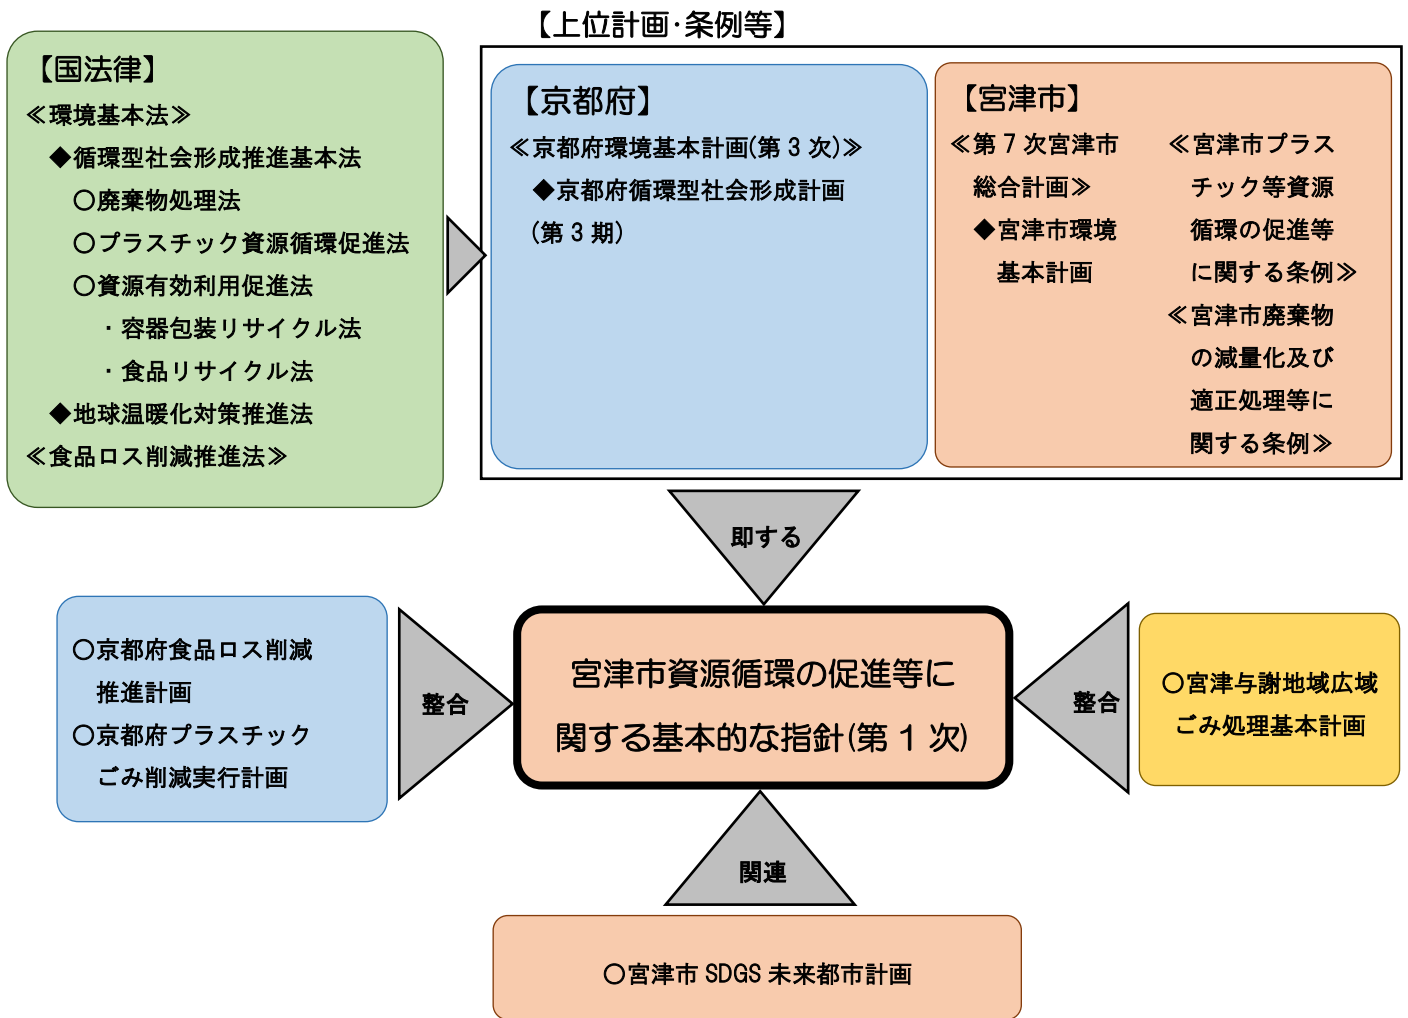 【上位計画・条例等】
【国法律】
≪環境基本法≫
◆循環型社会形成推進基本法
〇廃棄物処理法
〇プラスチック資源循環促進法
〇資源有効利用促進法
・容器包装リサイクル法
・食品リサイクル法
◆地球温暖化対策推進法
≪食品ロス削減推進法≫
【京都府】
≪京都府環境基本計画(第3次)≫
◆京都府循環型社会形成計画
(第3期)
【宮津市】
≪第7次宮津市
総合計画≫
◆宮津市環境
基本計画
≪宮津市プラス
チック等資源
循環の促進等
に関する条例≫
≪宮津市廃棄物
の減量化及び
適正処理等に
関する条例≫
即する
〇京都府食品ロス削減
推進計画
〇京都府プラスチック
ごみ削減実行計画
整合
宮津市資源循環の促進等に
関する基本的な指針(第1次)
整合
〇宮津与謝地域広域
ごみ処理基本計画
関連
〇宮津市 SDGS 未来都市計画